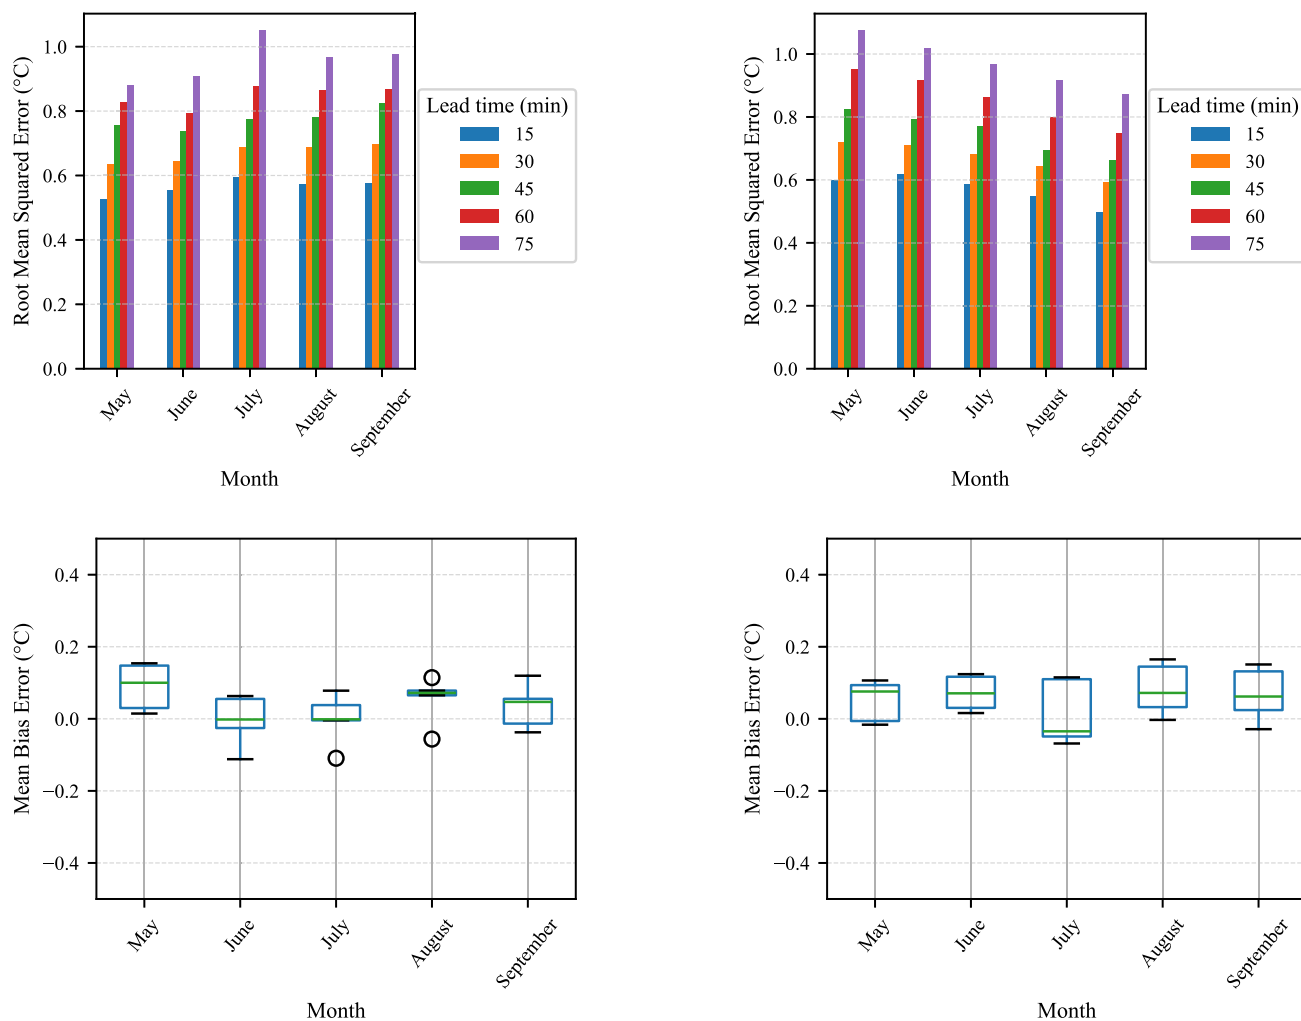 Root Mean Squared Error (°C)
1.0
0.8
0.6
0.4
0.2
0.0
May
June
July
August
September
Month
Lead time (min)
15
30
45
60
75
Root Mean Squared Error (°C)
1.0
0.8
0.6
0.4
0.2
0.0
May
June
July
August
September
Month
Lead time (min)
15
30
45
60
75
Mean Bias Error (°C)
0.4
0.2
0.0
−0.2
−0.4
May
June
July
August
September
Month
Mean Bias Error (°C)
0.4
0.2
0.0
−0.2
−0.4
May
June
July
August
September
Month